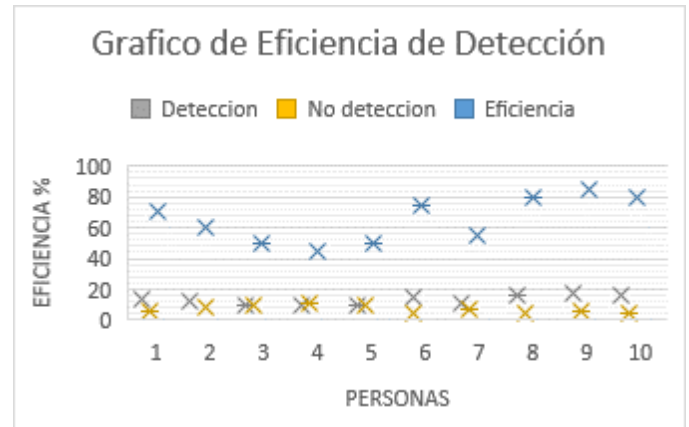 Grafico de Eficiencia de Detección
Deteccion No deteccion Eficiencia
EFICIENCIA %
100
80
60
40
20
0
1 2 3 4 5 6 7 8 9 10
PERSONAS